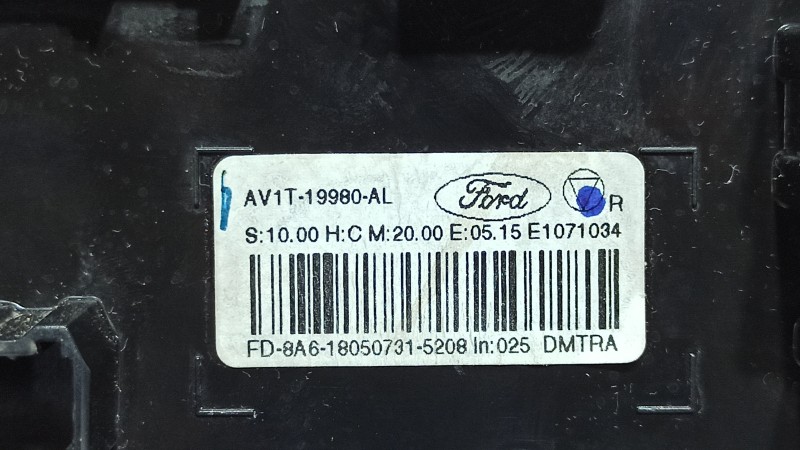 AV1T-19980-AL Ford R
S:10.00 H:C M:20.00 E:05.15 E1071034
FD-8A6-18050731-5208 In:025 DMTRA